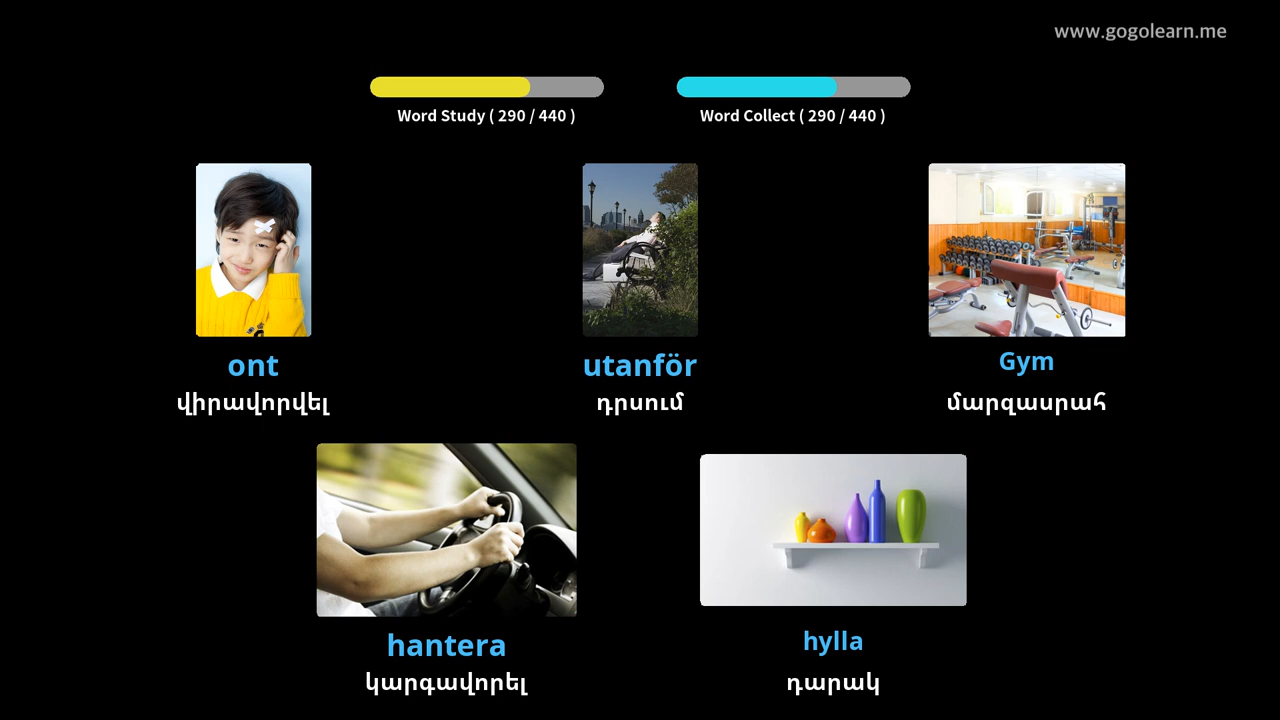 www.gogolearn.me
Word Study ( 290 / 440 )
Word Collect ( 290 / 440 )
ont
վիրավորվել
utanför
դրսում
Gym
մարզասրահ
hantera
կարգավորել
hylla
դարակ